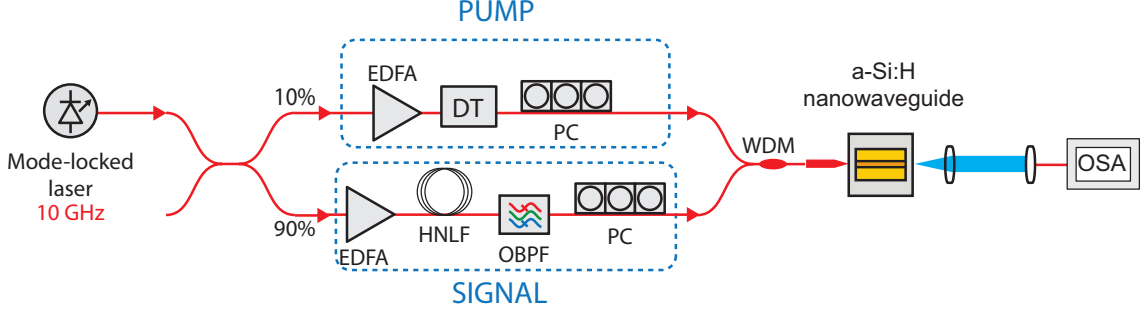 PUMP
EDFA
DT
PC
10%
Mode-locked
laser
10 GHz
90%
EDFA
HNLF
OBPF
PC
SIGNAL
WDM
a-Si:H
nanowaveguide
OSA